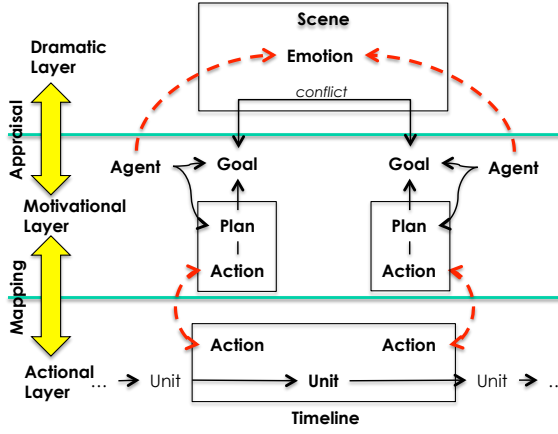 Scene
Dramatic
Layer
Emotion
conflict
Appraisal
Agent
Goal
Goal
Agent
Motivational
Layer
Plan
Plan
Action
Action
Mapping
Action
Action
Actional
Layer
... Unit Unit Unit ...
Timeline